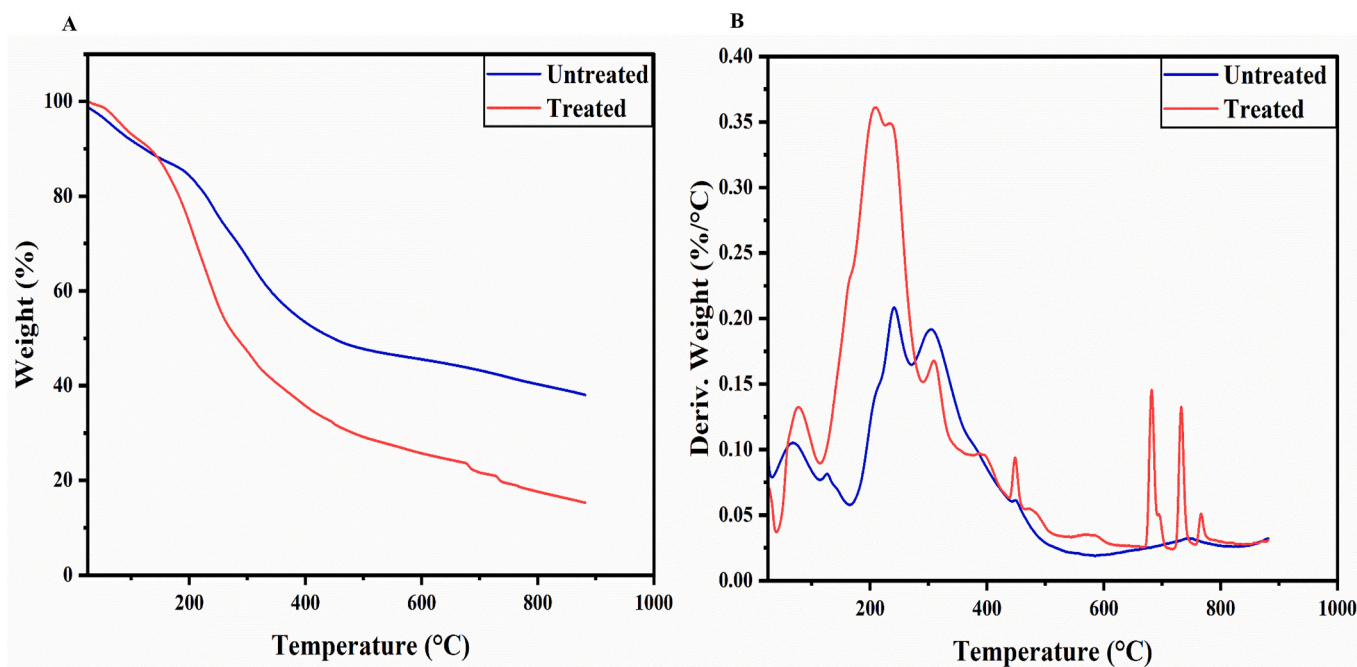 A
Untreated
Treated
Weight (%)
100
80
60
40
20
0
200
400
600
800
1000
Temperature (°C)
B
Untreated
Treated
Deriv. Weight (%/°C)
0.40
0.35
0.30
0.25
0.20
0.15
0.10
0.05
0.00
200
400
600
800
1000
Temperature (°C)